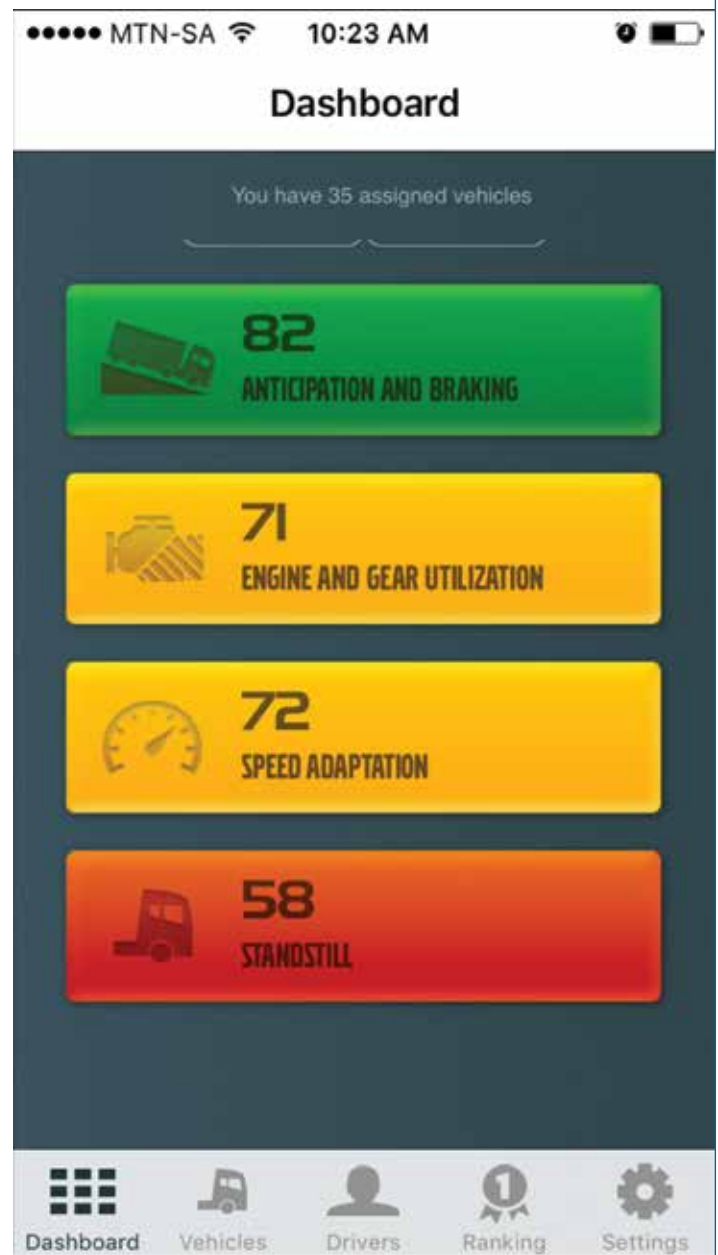 ●●●●● MTN-SA 10:23 AM
Dashboard
You have 35 assigned vehicles
82
ANTICIPATION AND BRAKING
71
ENGINE AND GEAR UTILIZATION
72
SPEED ADAPTATION
58
STANDSTILL
1
Dashboard Vehicles Drivers Ranking Settings